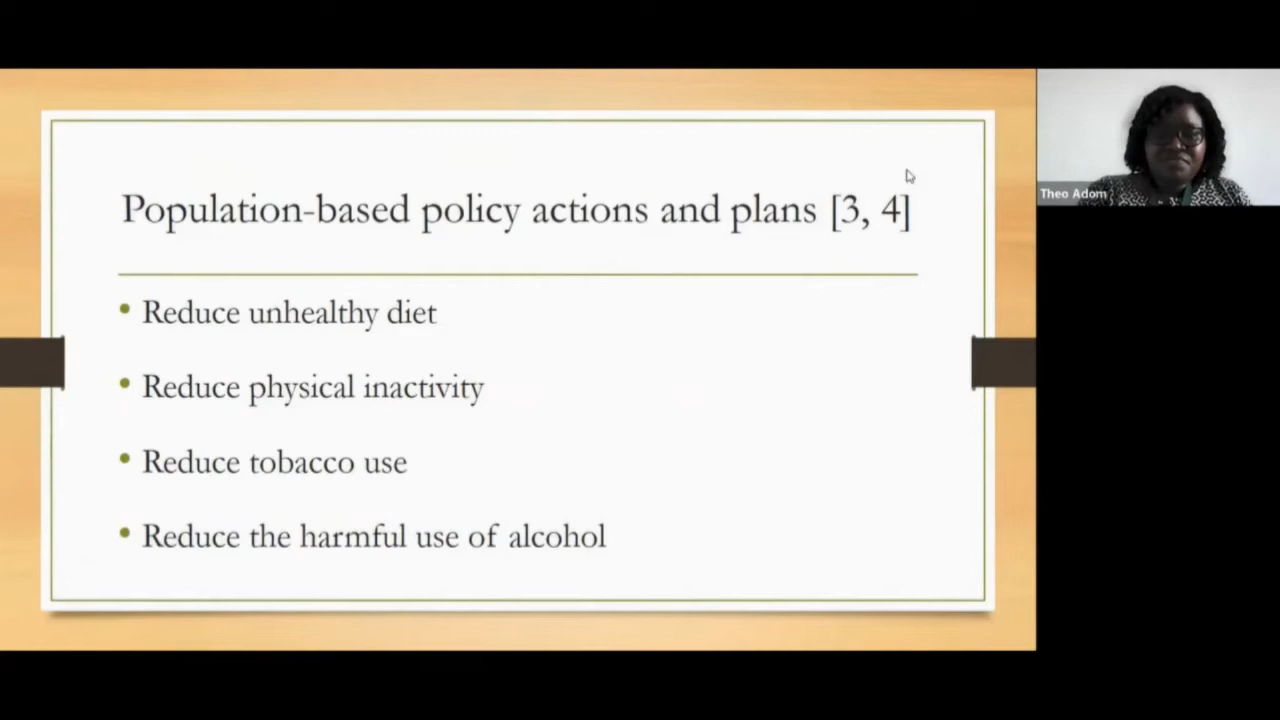 Population-based policy actions and plans [3, 4]
• Reduce unhealthy diet
• Reduce physical inactivity
• Reduce tobacco use
• Reduce the harmful use of alcohol
Theo Adom